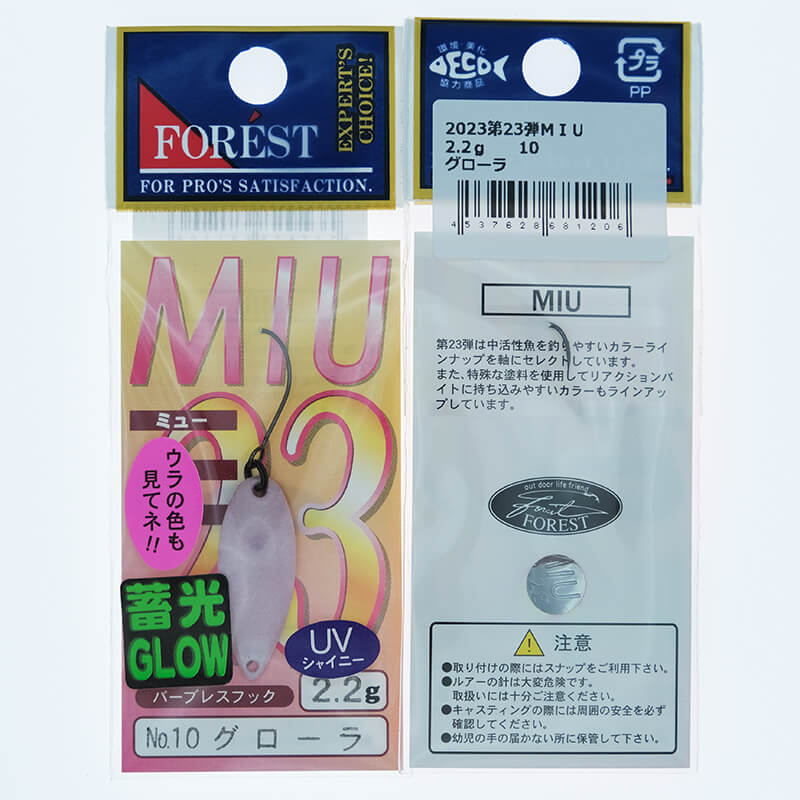 FORÉST
EXPERT'S
CHOICE!
FOR PRO'S SATISFACTION.
MIU
ミュー
23
ウラの色も
見てネ!!
蓄光
GLOW
UV
シャイニー
バーブレスフック
2.2g
No.10 グローラ
環境・美化
ECO
協力商品
プラ
PP
2023第23弾MIU
2.2g 10
グローラ
4537628681206
MIU
第23弾は中活性魚を釣りやすいカラーライ
ンナップを軸にセレクトしています。
また、特殊な塗料を使用してリアクションバ
イトに持ち込みやすいカラーもラインアッ
プしています。
out door life friend
Forest
FOREST
注意
●取り付けの際にはスナップをご利用下さい。
●ルアーの針は大変危険です。
取扱いには十分ご注意ください。
●キャスティングの際には周囲の安全を必ず
確認してください。
●幼児の手の届かない所に保管して下さい。